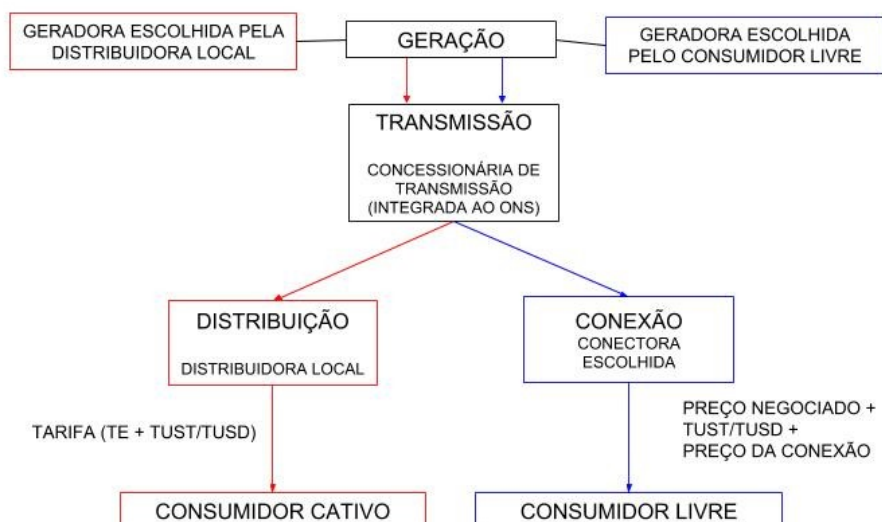 GERADORA ESCOLHIDA PELA
DISTRIBUIDORA LOCAL
GERAÇÃO
GERADORA ESCOLHIDA
PELO CONSUMIDOR LIVRE
TRANSMISSÃO
CONCESSIONÁRIA DE
TRANSMISSÃO
(INTEGRADA AO ONS)
DISTRIBUIÇÃO
DISTRIBUIDORA LOCAL
CONEXÃO
CONECTORA
ESCOLHIDA
TARIFA (TE + TUST/TUSD)
PREÇO NEGOCIADO +
TUST/TUSD +
PREÇO DA CONEXÃO
CONSUMIDOR CATIVO
CONSUMIDOR LIVRE